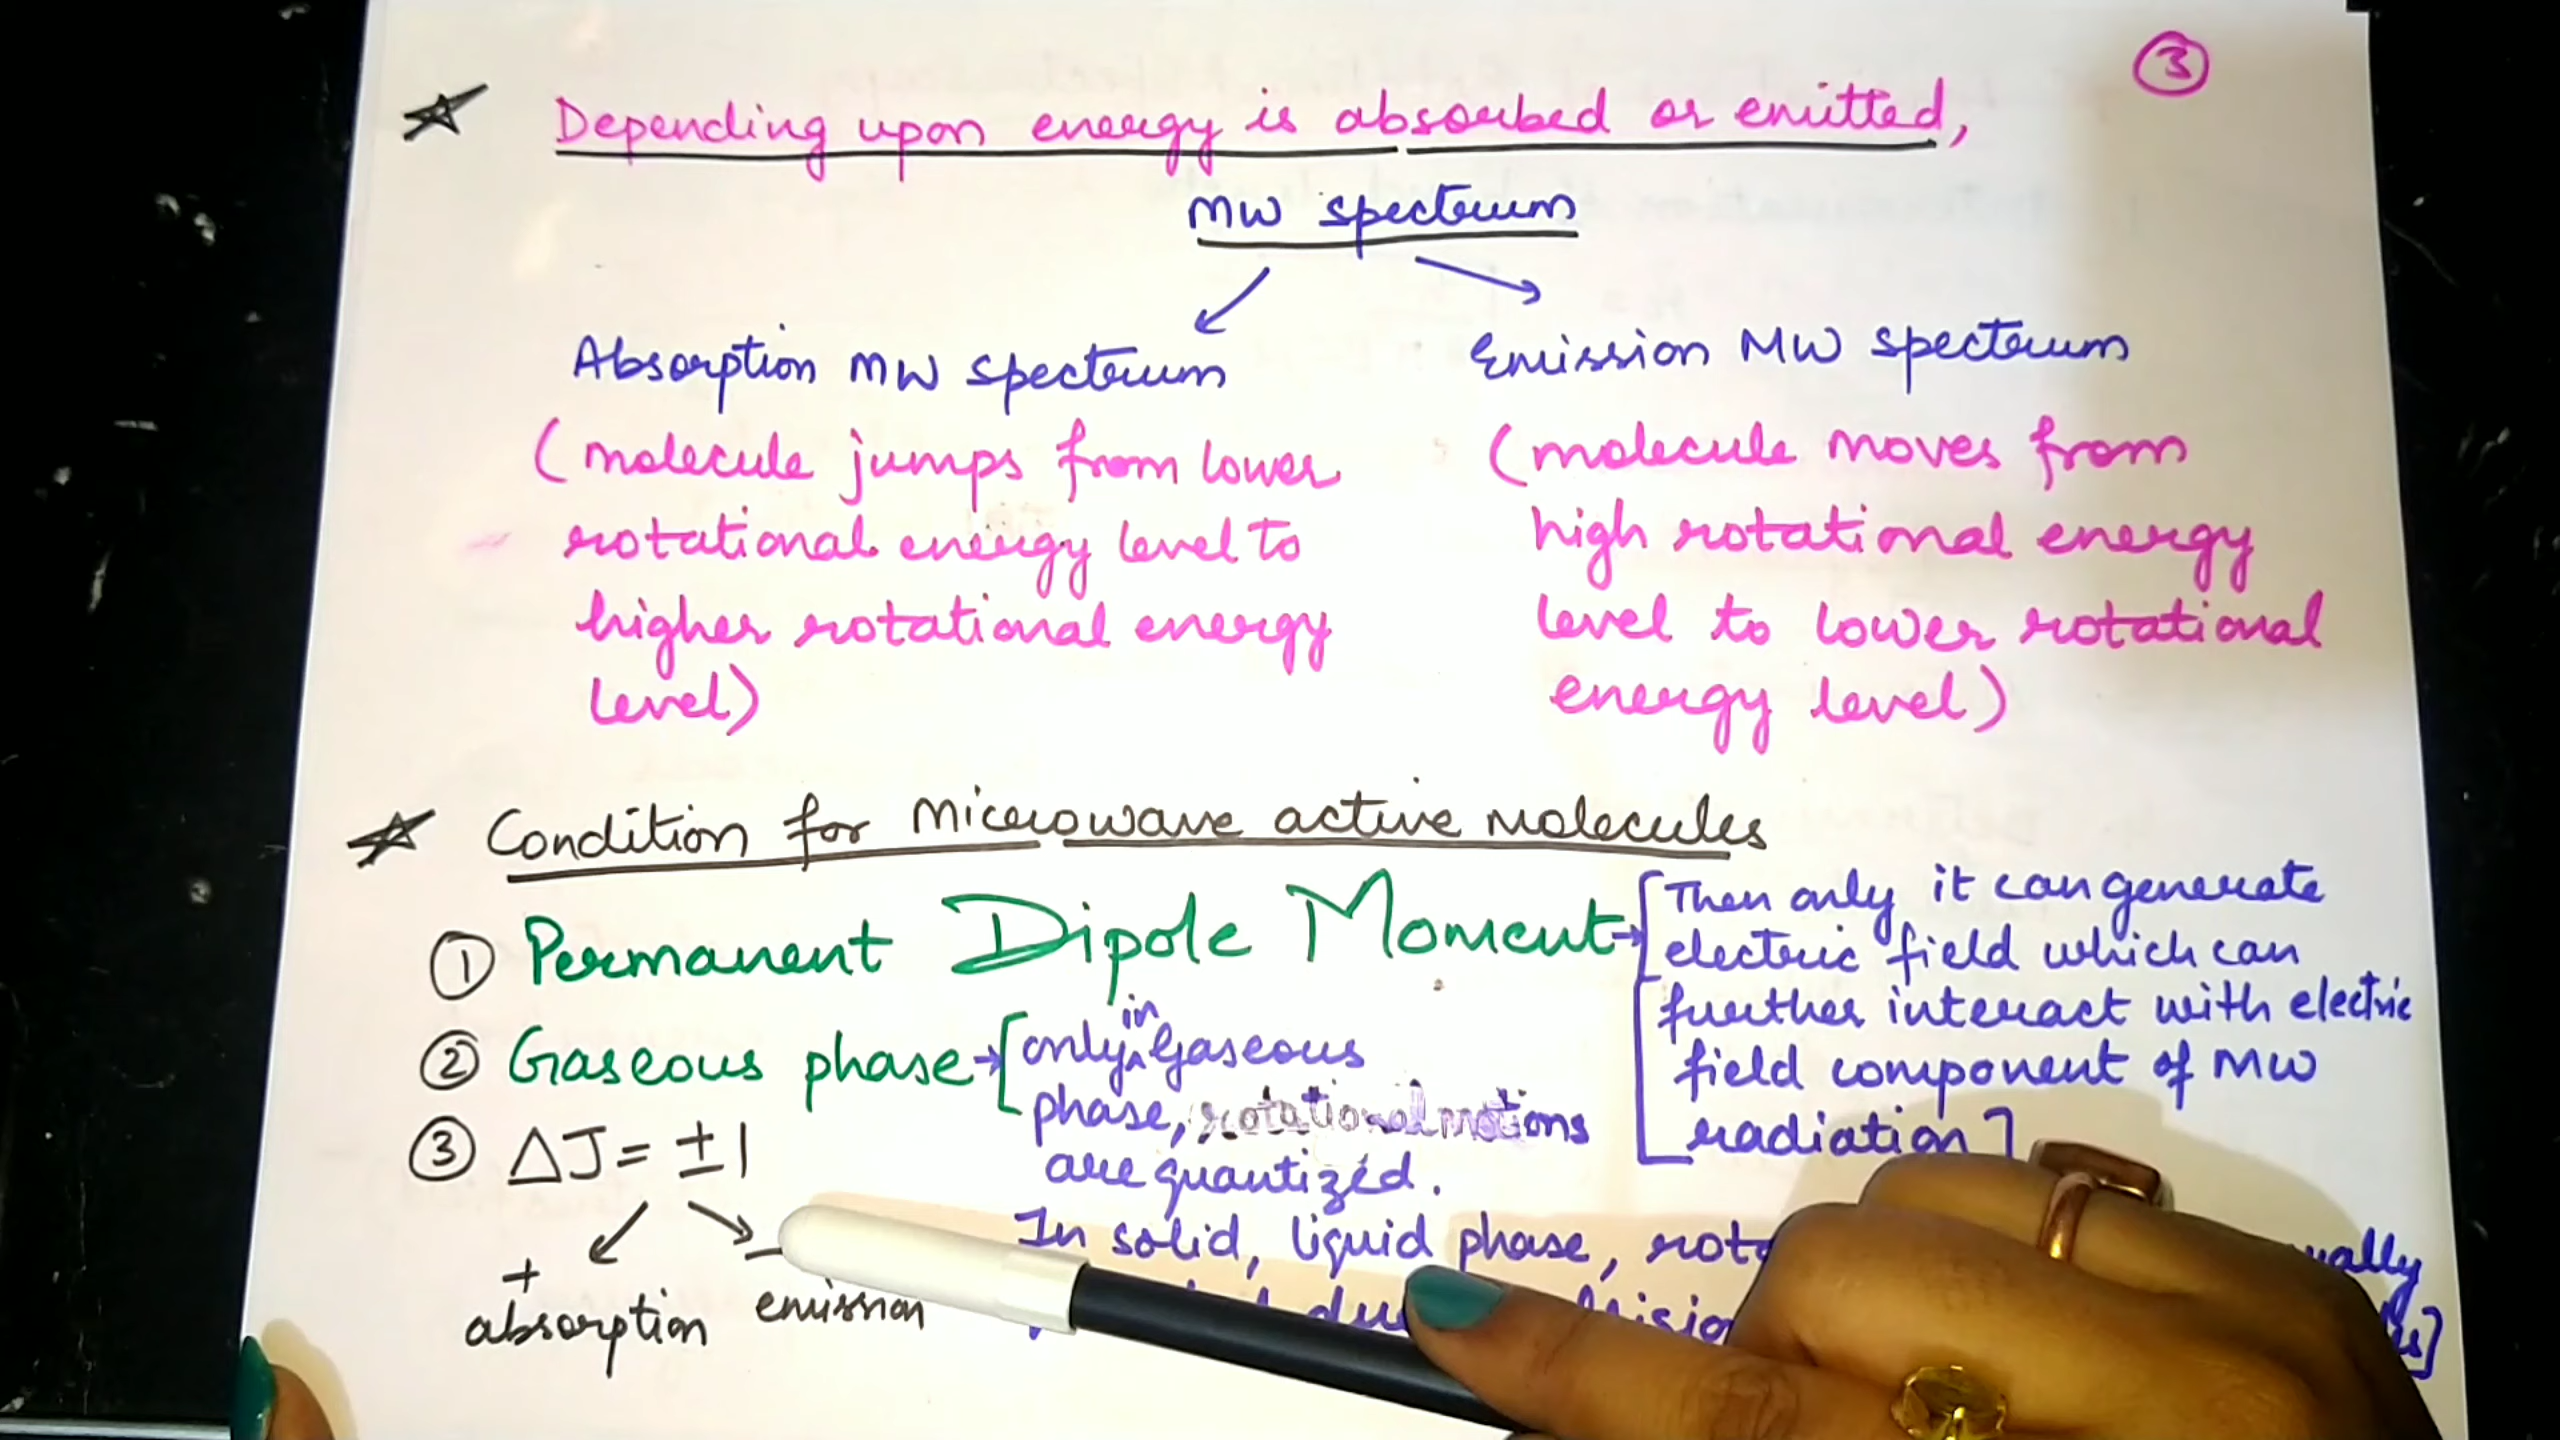 3
Depending upon energy is absorbed or emitted,
MW spectrum
Absorption MW spectrum
(molecule jumps from lower
rotational energy level to
higher rotational energy
level)
Emission MW spectrum
(molecule moves from
high rotational energy
level to lower rotational
energy level)
Condition for Microwave active Molecules
① Permanent Dipole Moment→
[Then only it can generate
electric field which can
further interact with electric
field component of MW
radiation]
② Gaseous phase→
[only in Gaseous
phase, rotational motions
are quantized.
In solid, liquid phase,
③ ΔJ = ±1
+
absorption
–
emission